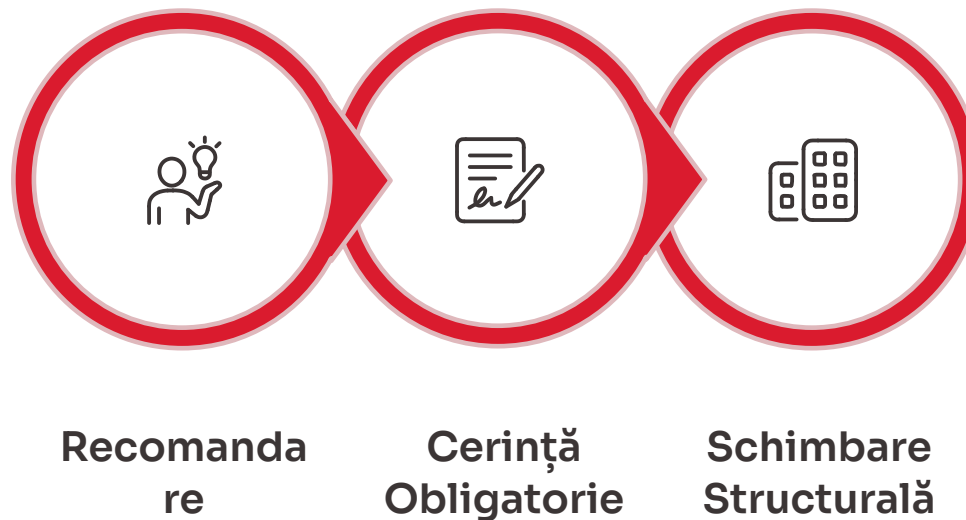 Recomanda
re
Cerință
Obligatorie
Schimbare
Structurală